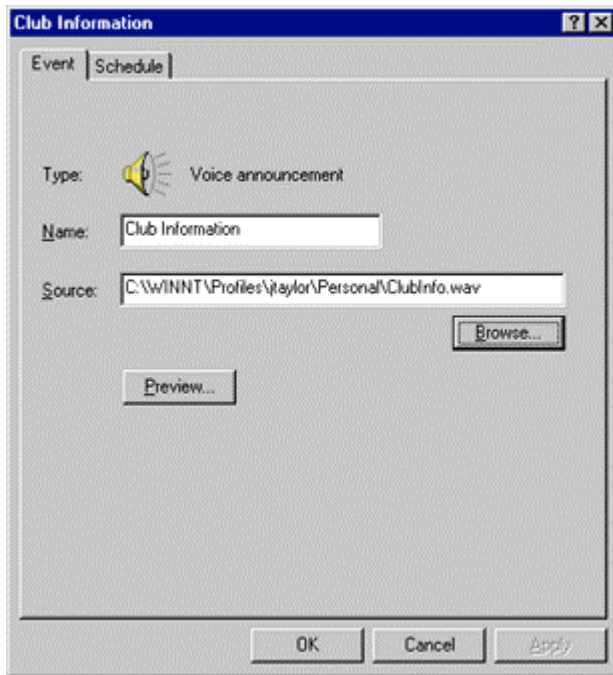 Club Information
Event Schedule
Type: Voice announcement
Name: Club Information
Source: C:\WINNT\Profiles\jtaylor\Personal\ClubInfo.wav
Browse...
Preview...
OK Cancel Apply